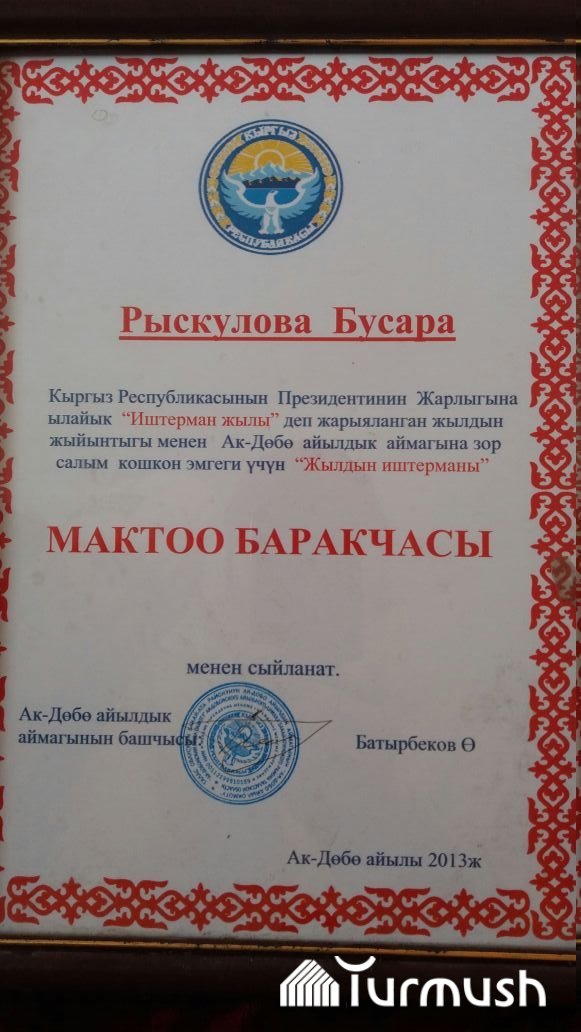 КЫРГЫЗ
РЕСПУБЛИКАСЫ
Рыскулова Бусара
Кыргыз Республикасынын Президентинин Жарлыгына
ылайык “Иштерман жылы” деп жарыяланган жылдын
жыйынтыгы менен Ак-Дөбө айылдык аймагына зор
салым кошкон эмгеги үчүн “Жылдын иштерманы”
МАКТОО БАРАКЧАСЫ
менен сыйланат.
Ак-Дөбө айылдык
аймагынын башчысы
Батырбеков Ө
Ак-Дөбө айылы 2013ж
Turmush